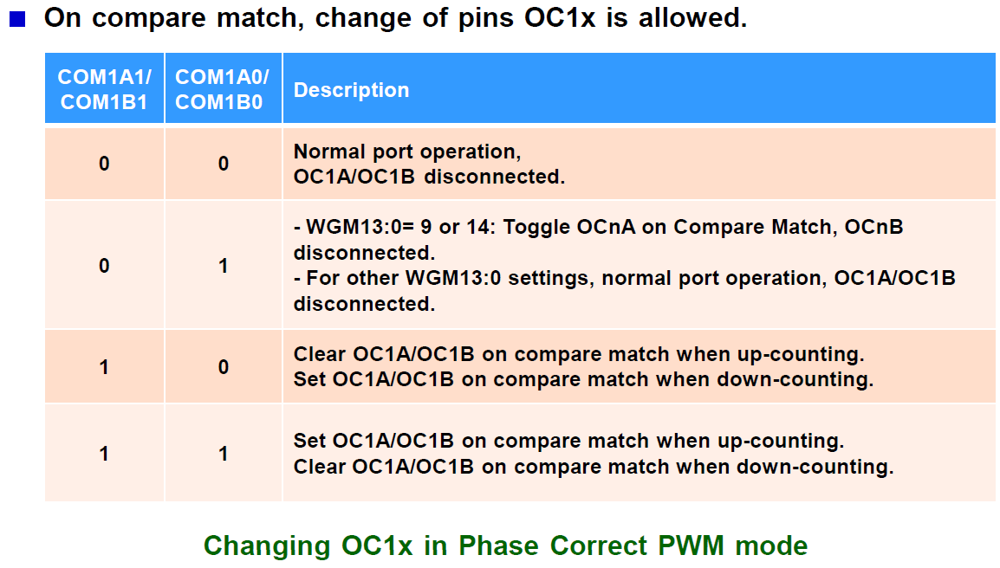 On compare match, change of pins OC1x is allowed.
COM1A1/
COM1B1
COM1A0/
COM1B0
Description
0
0
Normal port operation,
OC1A/OC1B disconnected.
0
1
- WGM13:0= 9 or 14: Toggle OCnA on Compare Match, OCnB
disconnected.
- For other WGM13:0 settings, normal port operation, OC1A/OC1B
disconnected.
1
0
Clear OC1A/OC1B on compare match when up-counting.
Set OC1A/OC1B on compare match when down-counting.
1
1
Set OC1A/OC1B on compare match when up-counting.
Clear OC1A/OC1B on compare match when down-counting.
Changing OC1x in Phase Correct PWM mode